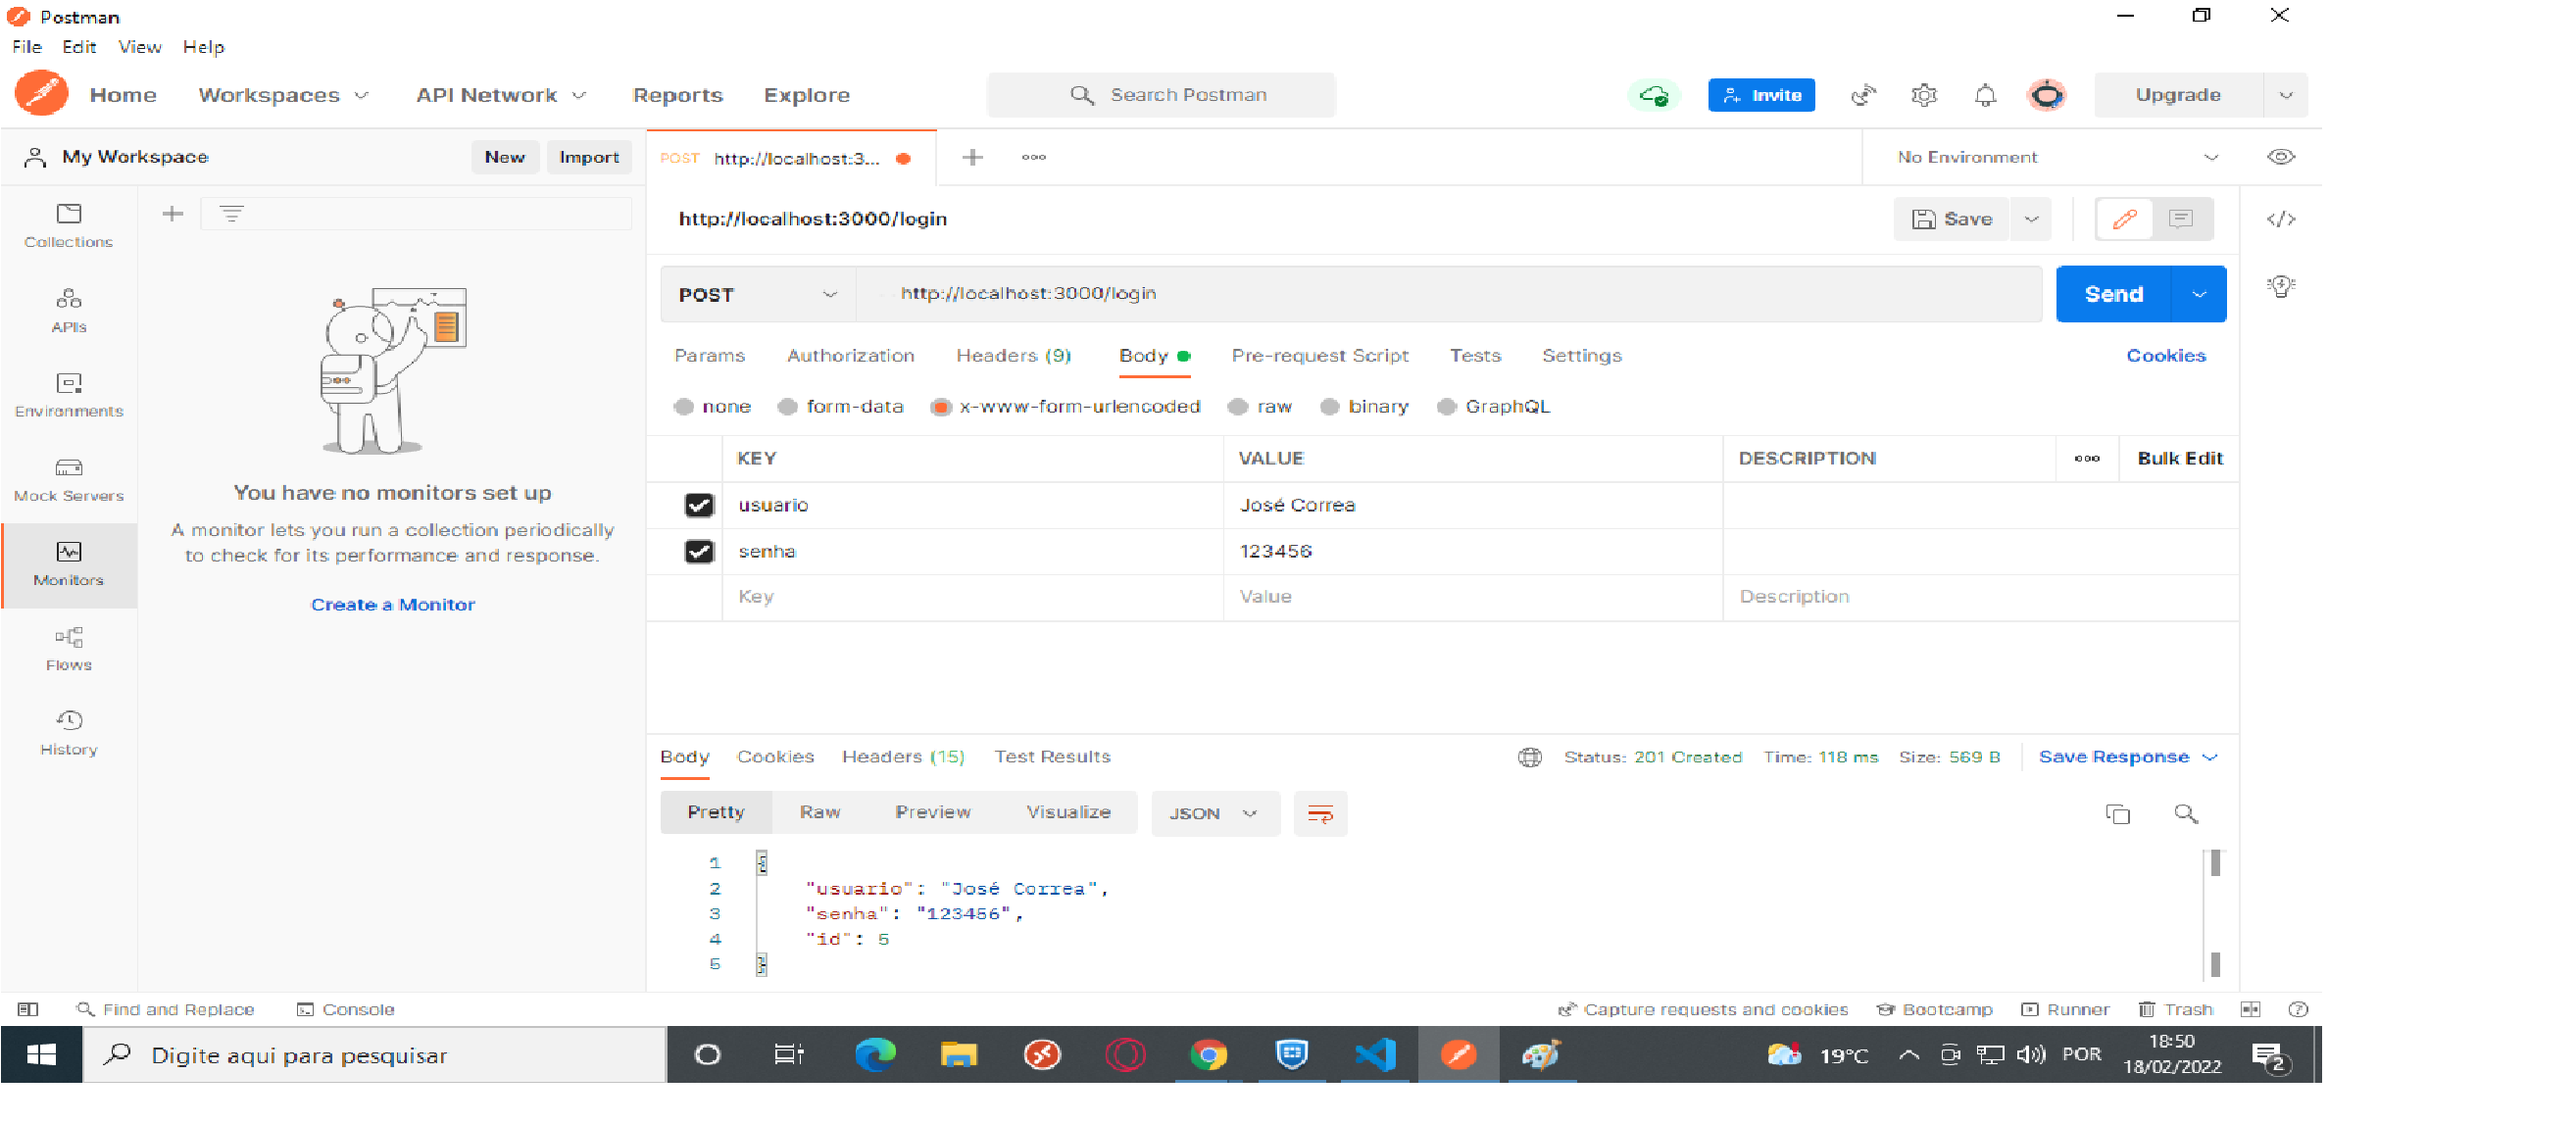 Postman
File Edit View Help
Home Workspaces API Network Reports Explore Search Postman Invite Upgrade
My Workspace New Import POST http://localhost:3... No Environment
Collections
APIs
Environments
Mock Servers
Monitors
Flows
History
You have no monitors set up
A monitor lets you run a collection periodically
to check for its performance and response.
Create a Monitor
http://localhost:3000/login Save
POST http://localhost:3000/login Send
Params Authorization Headers (9) Body Pre-request Script Tests Settings Cookies
none form-data x-www-form-urlencoded raw binary GraphQL
KEY VALUE DESCRIPTION Bulk Edit
usuario José Correa
senha 123456
Key Value Description
Body Cookies Headers (15) Test Results Status: 201 Created Time: 118 ms Size: 569 B Save Response
Pretty Raw Preview Visualize JSON
1 {
2 "usuario": "José Correa",
3 "senha": "123456",
4 "id": 5
5 }
Find and Replace Console Capture requests and cookies Bootcamp Runner Trash
Digite aqui para pesquisar 19°C POR 18:50
18/02/2022 2